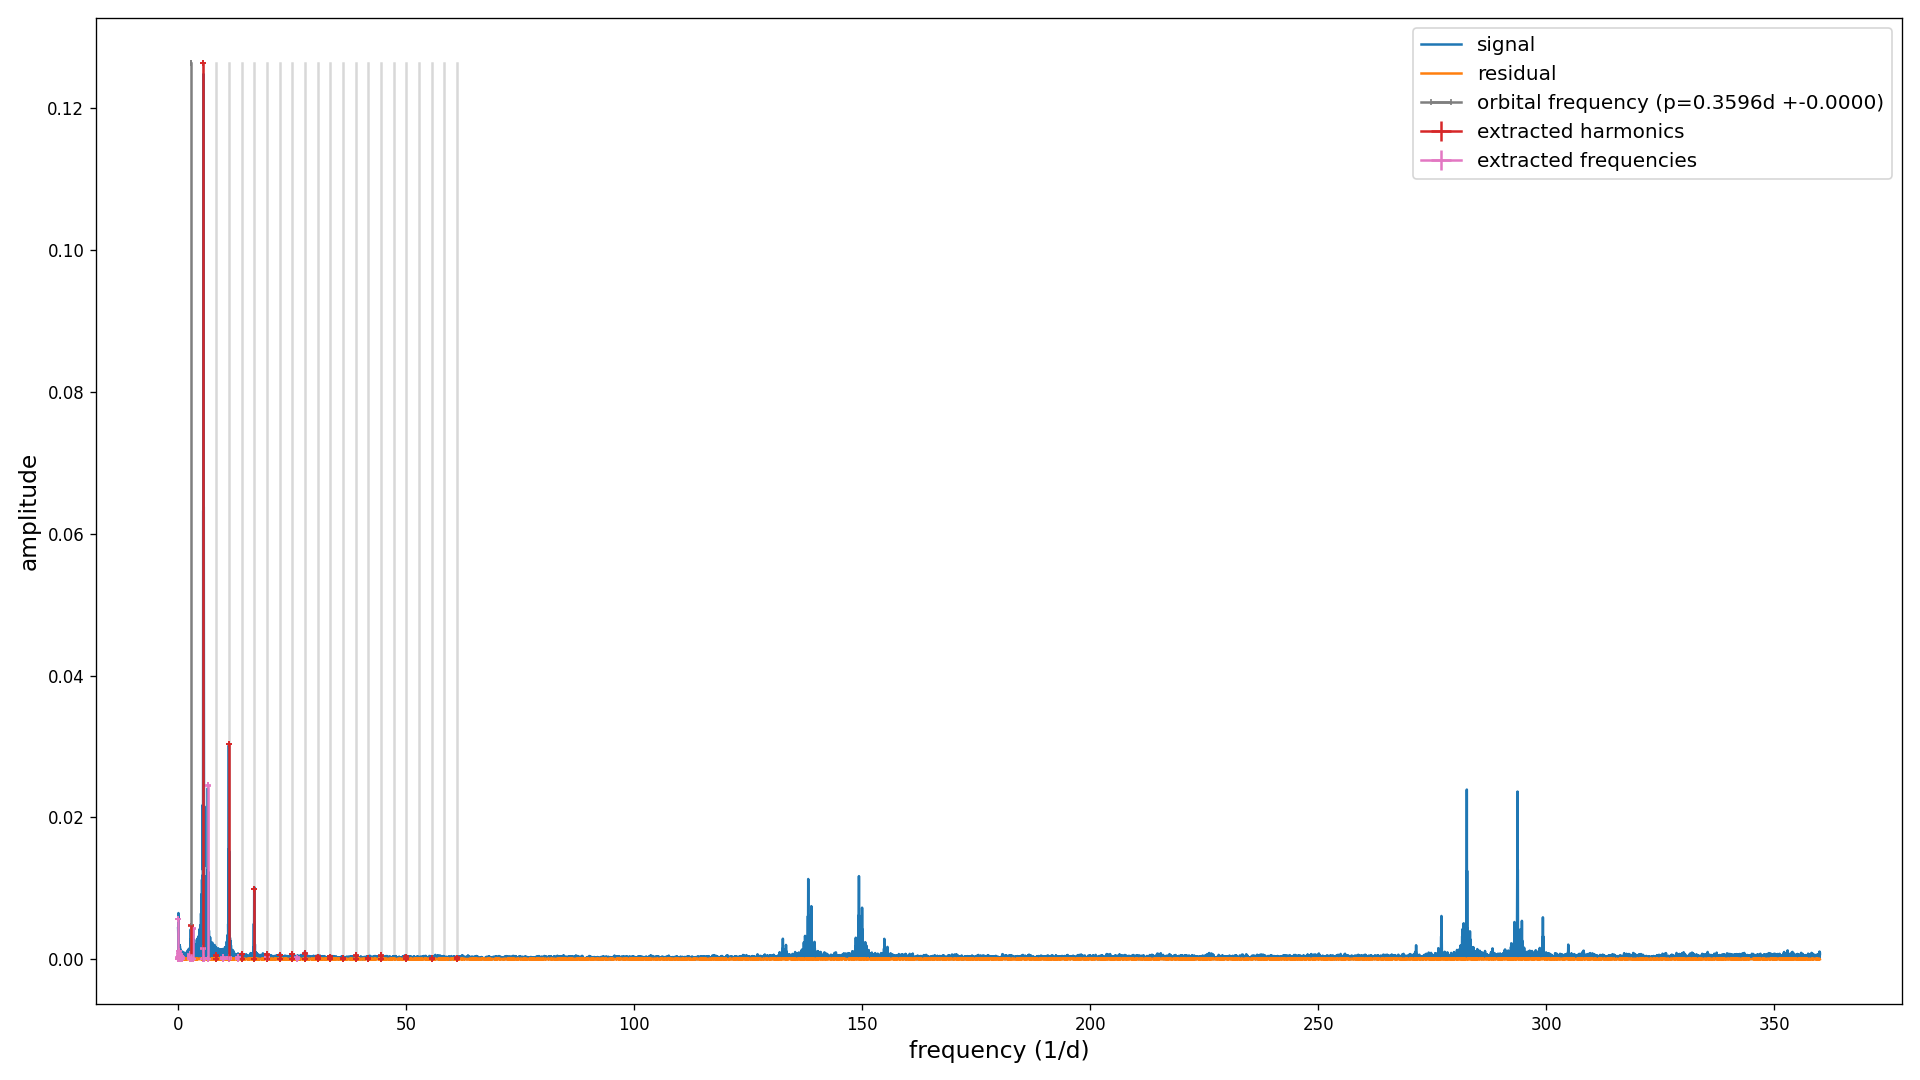 signal
residual
orbital frequency (p=0.3596d +-0.0000)
extracted harmonics
extracted frequencies
0.12
0.10
0.08
0.06
0.04
0.02
0.00
amplitude
0 50 100 150 200 250 300 350
frequency (1/d)